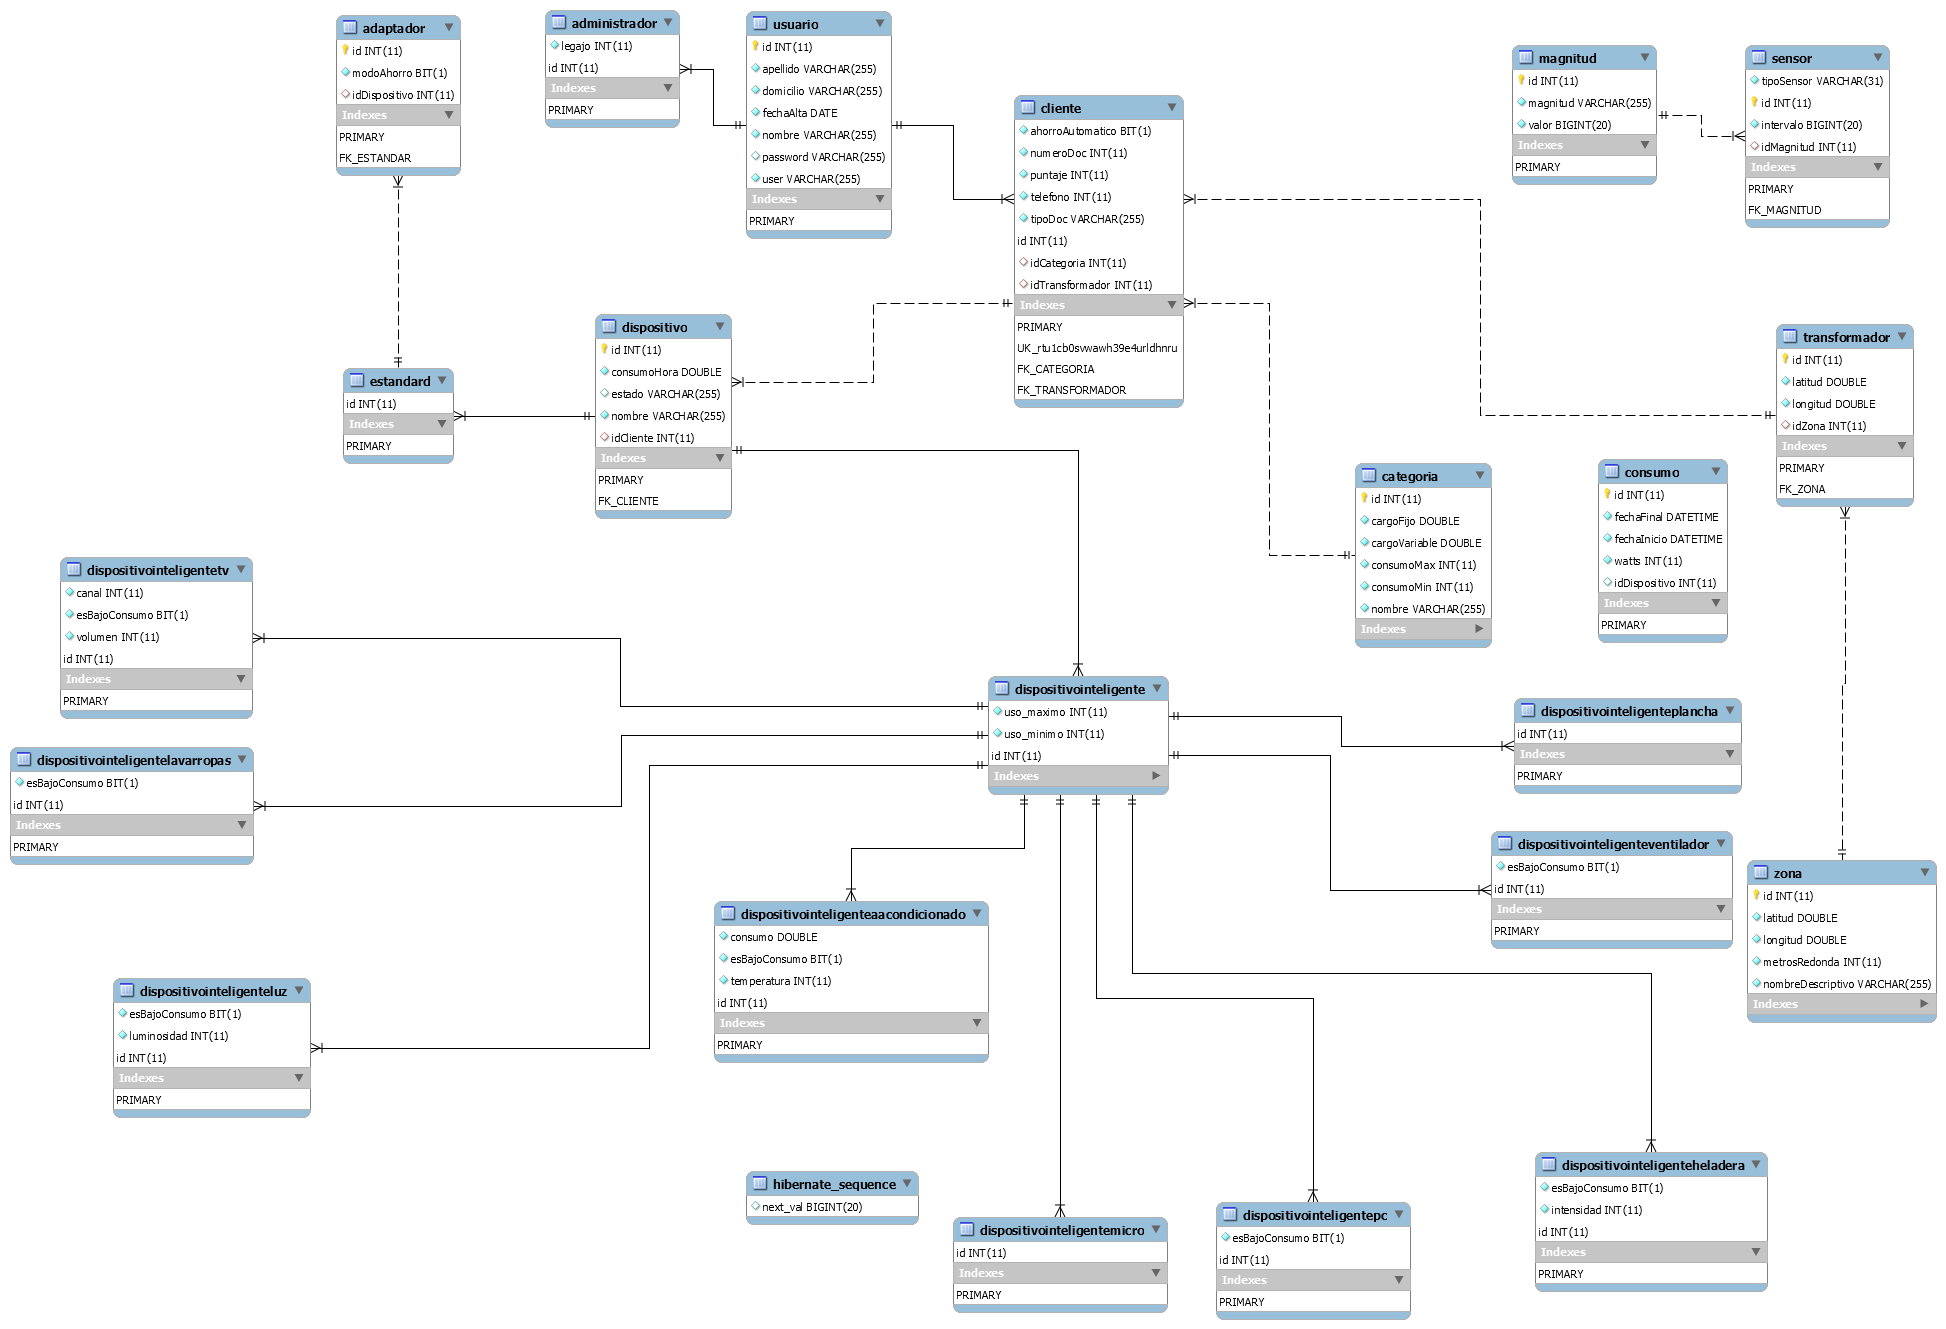 adaptador
id INT(11)
modoAhorro BIT(1)
idDispositivo INT(11)
Indexes
PRIMARY
FK_ESTANDAR
administrador
legajo INT(11)
id INT(11)
Indexes
PRIMARY
usuario
id INT(11)
apellido VARCHAR(255)
domicilio VARCHAR(255)
fechaAlta DATE
nombre VARCHAR(255)
password VARCHAR(255)
user VARCHAR(255)
Indexes
PRIMARY
cliente
ahorroAutomatico BIT(1)
numeroDoc INT(11)
puntaje INT(11)
telefono INT(11)
tipoDoc VARCHAR(255)
id INT(11)
idCategoria INT(11)
idTransformador INT(11)
Indexes
PRIMARY
UK_rtu1cb0svwawh39e4urldhnru
FK_CATEGORIA
FK_TRANSFORMADOR
magnitud
id INT(11)
magnitud VARCHAR(255)
valor BIGINT(20)
Indexes
PRIMARY
sensor
tipoSensor VARCHAR(31)
id INT(11)
intervalo BIGINT(20)
idMagnitud INT(11)
Indexes
PRIMARY
FK_MAGNITUD
estandard
id INT(11)
Indexes
PRIMARY
dispositivo
id INT(11)
consumoHora DOUBLE
estado VARCHAR(255)
nombre VARCHAR(255)
idCliente INT(11)
Indexes
PRIMARY
FK_CLIENTE
transformador
id INT(11)
latitud DOUBLE
longitud DOUBLE
idZona INT(11)
Indexes
PRIMARY
FK_ZONA
categoria
id INT(11)
cargoFijo DOUBLE
cargoVariable DOUBLE
consumoMax INT(11)
consumoMin INT(11)
nombre VARCHAR(255)
Indexes
consumo
id INT(11)
fechaFinal DATETIME
fechaInicio DATETIME
watts INT(11)
idDispositivo INT(11)
Indexes
PRIMARY
dispositivointeligentetv
canal INT(11)
esBajoConsumo BIT(1)
volumen INT(11)
id INT(11)
Indexes
PRIMARY
dispositivointeligente
uso_maximo INT(11)
uso_minimo INT(11)
id INT(11)
Indexes
dispositivointeligenteplancha
id INT(11)
Indexes
PRIMARY
dispositivointeligentelavarropas
esBajoConsumo BIT(1)
id INT(11)
Indexes
PRIMARY
dispositivointeligenteventilador
esBajoConsumo BIT(1)
id INT(11)
Indexes
PRIMARY
zona
id INT(11)
latitud DOUBLE
longitud DOUBLE
metrosRedonda INT(11)
nombreDescriptivo VARCHAR(255)
Indexes
dispositivointeligenteaacondicionado
consumo DOUBLE
esBajoConsumo BIT(1)
temperatura INT(11)
id INT(11)
Indexes
PRIMARY
dispositivointeligenteluz
esBajoConsumo BIT(1)
luminosidad INT(11)
id INT(11)
Indexes
PRIMARY
hibernate_sequence
next_val BIGINT(20)
dispositivointeligentemicro
id INT(11)
Indexes
PRIMARY
dispositivointeligentepc
esBajoConsumo BIT(1)
id INT(11)
Indexes
PRIMARY
dispositivointeligenteheladera
esBajoConsumo BIT(1)
intensidad INT(11)
id INT(11)
Indexes
PRIMARY